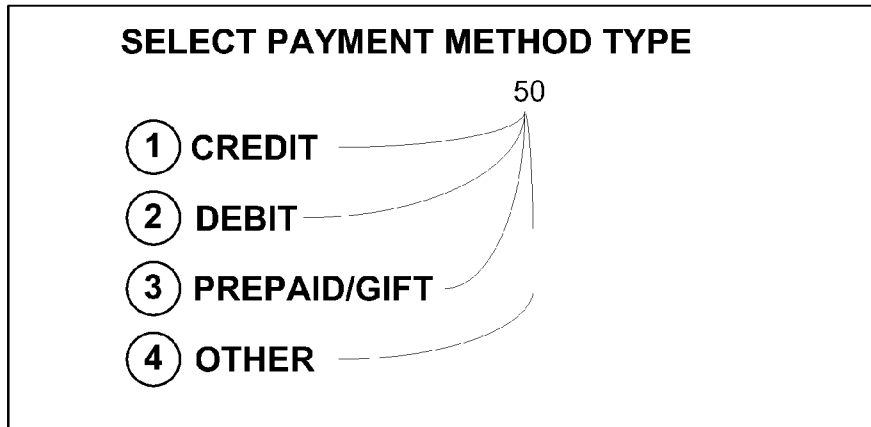 SELECT PAYMENT METHOD TYPE
50
1 CREDIT
2 DEBIT
3 PREPAID/GIFT
4 OTHER